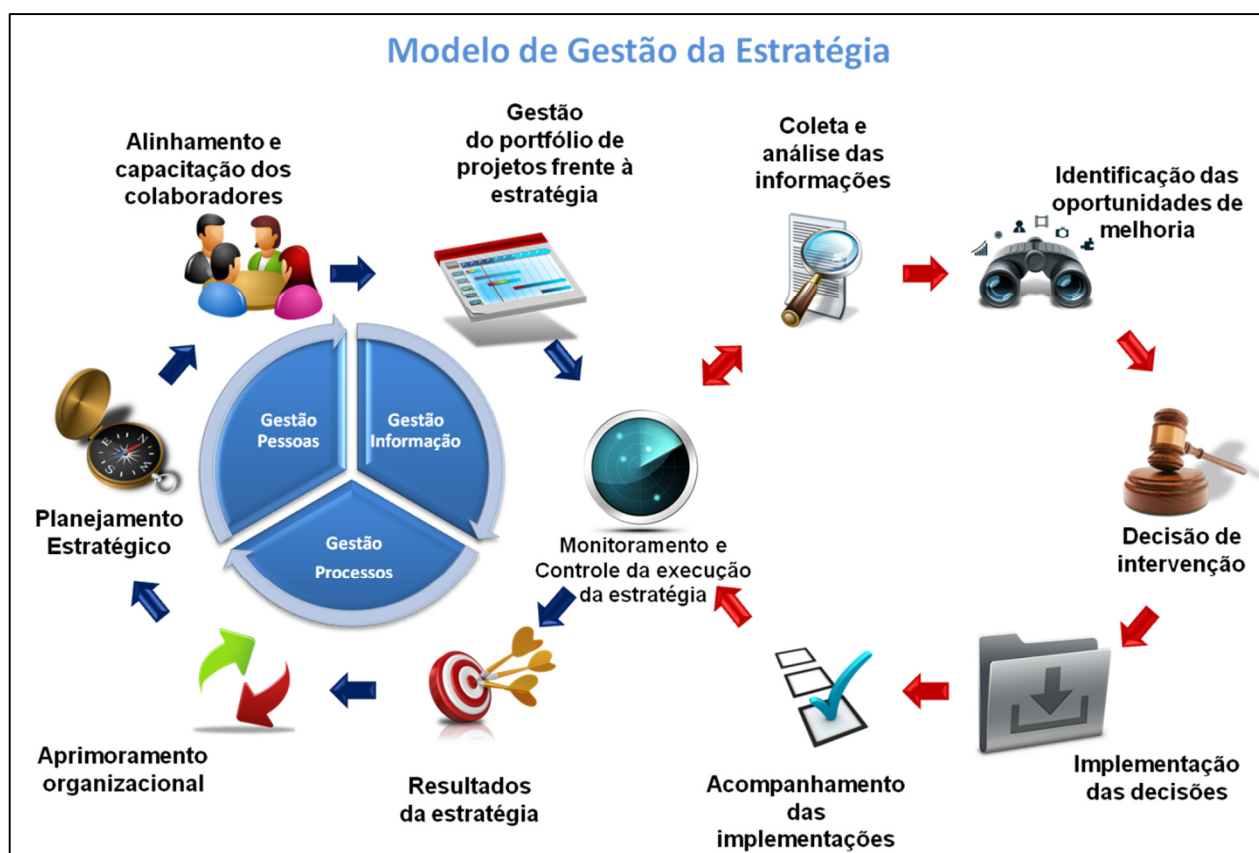 Modelo de Gestão da Estratégia
Alinhamento e
capacitação dos
colaboradores
Gestão
do portfólio de
projetos frente à
estratégia
Coleta e
análise das
informações
Identificação das
oportunidades de
melhoria
Gestão
Pessoas
Gestão
Informação
Gestão
Processos
Planejamento
Estratégico
Monitoramento e
Controle da execução
da estratégia
Decisão de
intervenção
Aprimoramento
organizacional
Resultados
da estratégia
Acompanhamento
das
implementações
Implementação
das decisões
N
E
S
W